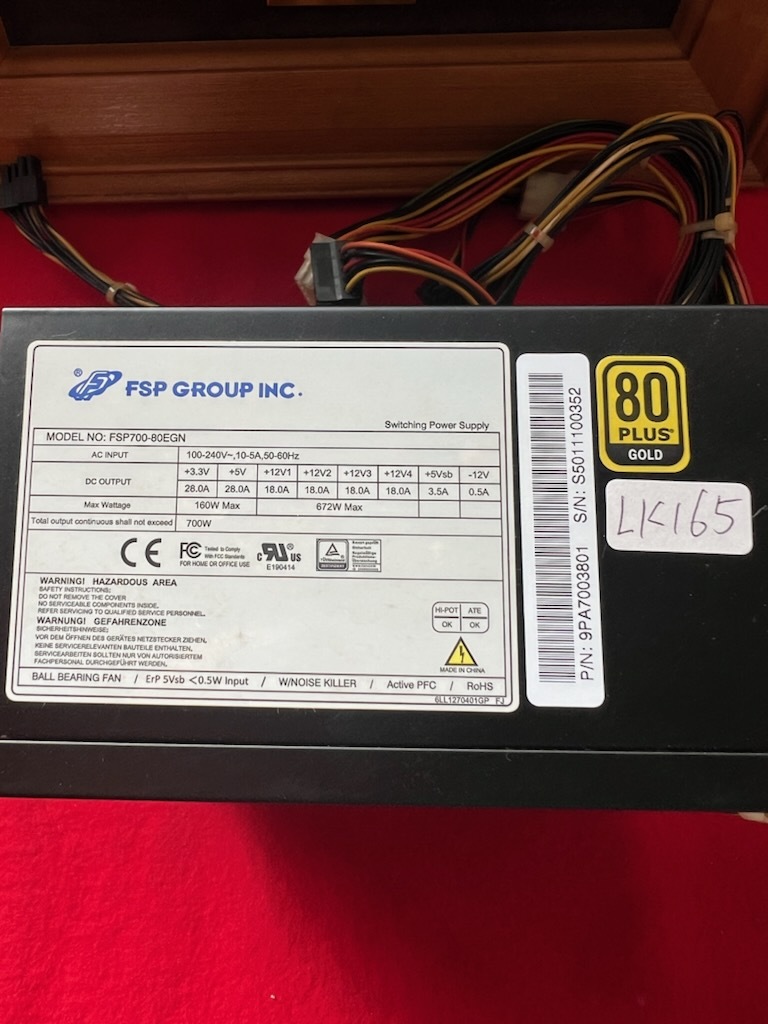 ® FSP GROUP INC.
Switching Power Supply
MODEL NO: FSP700-80EGN
AC INPUT 100-240V~,10-5A,50-60Hz
DC OUTPUT
+3.3V +5V +12V1 +12V2 +12V3 +12V4 +5Vsb -12V
28.0A 28.0A 18.0A 18.0A 18.0A 18.0A 3.5A 0.5A
Max Wattage 160W Max 672W Max
Total output continuous shall not exceed 700W
CE
FC Tested to Comply
With FCC Standards
FOR HOME OR OFFICE USE
c RU us
E190414
WARNING! HAZARDOUS AREA
SAFETY INSTRUCTIONS:
DO NOT REMOVE THE COVER
NO SERVICEABLE COMPONENTS INSIDE.
REFER SERVICING TO QUALIFIED SERVICE PERSONNEL.
WARNUNG! GEFAHRENZONE
SICHERHEITSHINWEISE:
VOR DEM ÖFFNEN DES GERÄTES NETZSTECKER ZIEHEN,
KEINE SERVICERELEVANTEN BAUTEILE ENTHALTEN,
SERVICEARBEITEN SOLLTEN NUR VON AUTORISIERTEM
FACHPERSONAL DURCHGEFÜHRT WERDEN.
HI-POT ATE
OK OK
MADE IN CHINA
BALL BEARING FAN / ErP 5Vsb <0.5W Input / W/NOISE KILLER / Active PFC / RoHS
6LL1270401GP FJ
P/N: 9PA7003801 S/N: S5011100352
80
PLUS®
GOLD
LK165